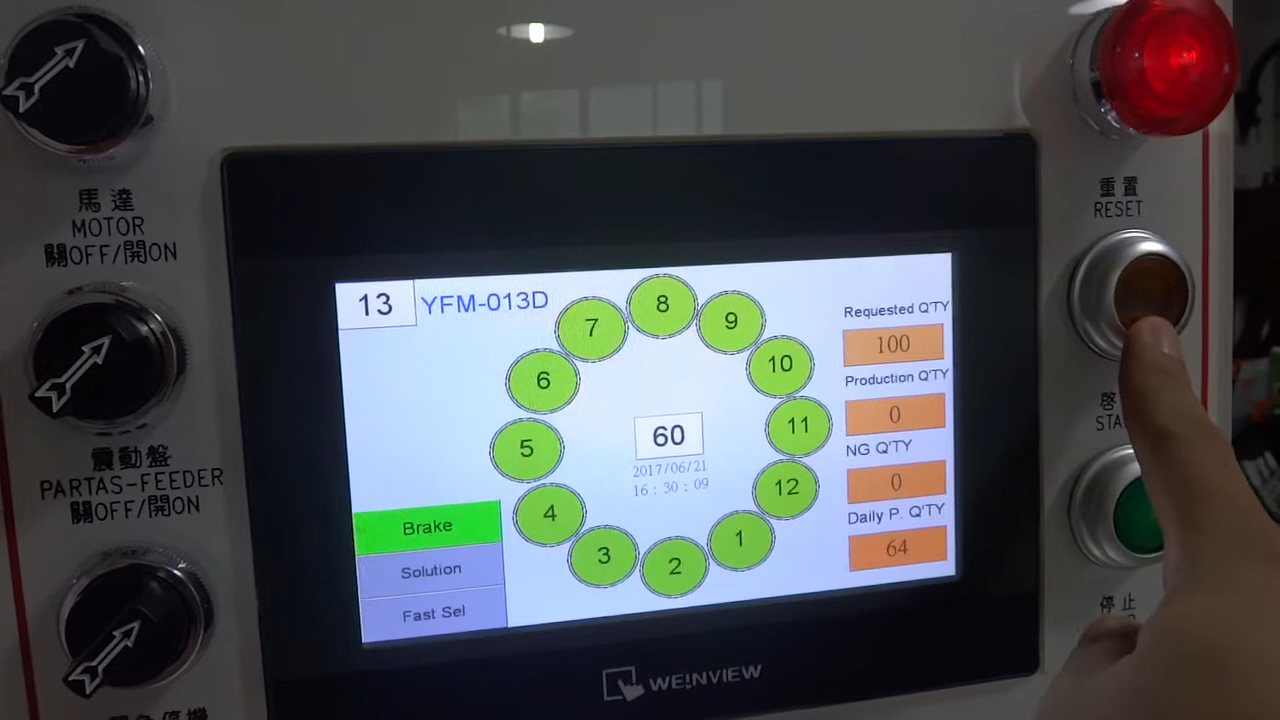 馬達
MOTOR
關OFF/開ON
震動盤
PARTAS-FEEDER
關OFF/開ON
13 YFM-013D
8
7
9
6
10
5
11
4
12
3
1
2
60
2017/06/21
16 : 30 : 09
Brake
Solution
Fast Sel
Requested Q'TY
100
Production Q'TY
0
NG Q'TY
0
Daily P. Q'TY
64
WEINVIEW
重置
RESET
啓
STA
停止